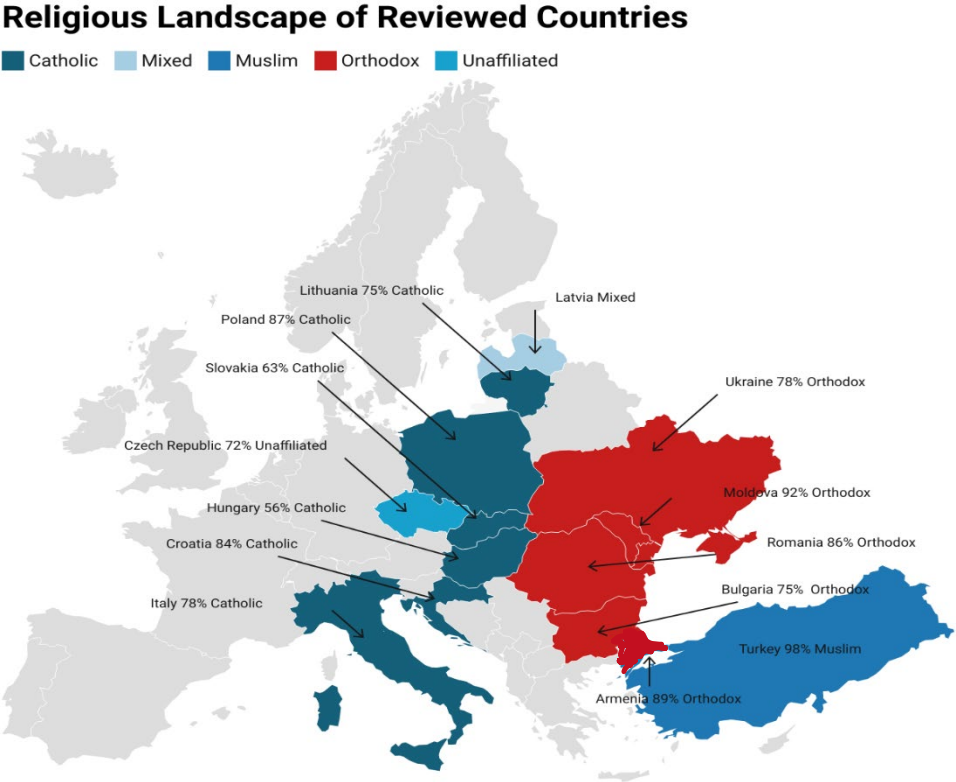 Religious Landscape of Reviewed Countries
Catholic Mixed Muslim Orthodox Unaffiliated
Lithuania 75% Catholic
Latvia Mixed
Poland 87% Catholic
Slovakia 63% Catholic
Ukraine 78% Orthodox
Czech Republic 72% Unaffiliated
Moldova 92% Orthodox
Hungary 56% Catholic
Croatia 84% Catholic
Romania 86% Orthodox
Bulgaria 75% Orthodox
Italy 78% Catholic
Turkey 98% Muslim
Armenia 89% Orthodox